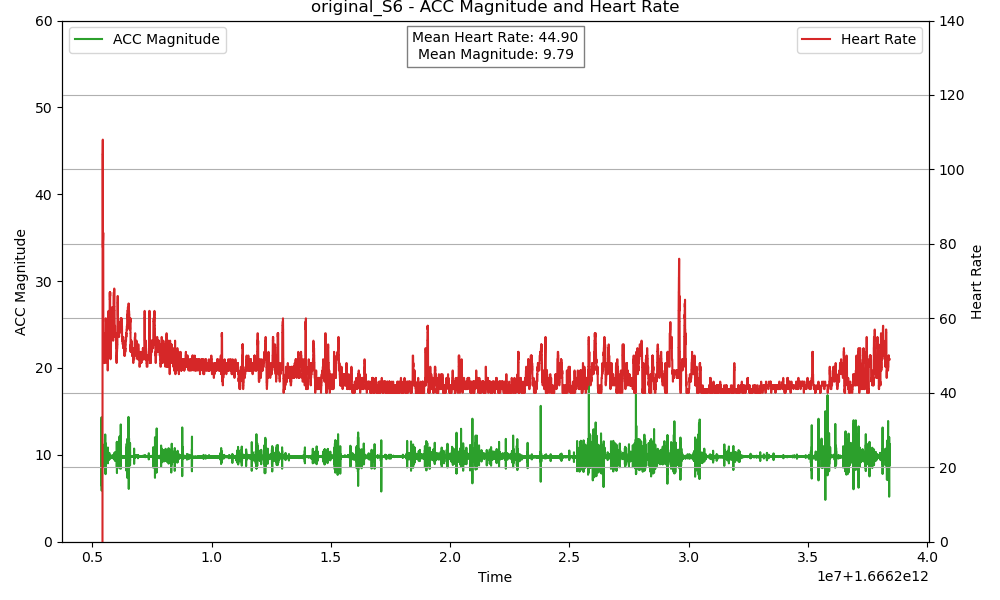 original_S6 - ACC Magnitude and Heart Rate
ACC Magnitude
Mean Heart Rate: 44.90
Mean Magnitude: 9.79
Heart Rate
60
50
40
30
20
10
0
ACC Magnitude
140
120
100
80
60
40
20
0
Heart Rate
0.5 1.0 1.5 2.0 2.5 3.0 3.5 4.0
1e7+1.6662e12
Time